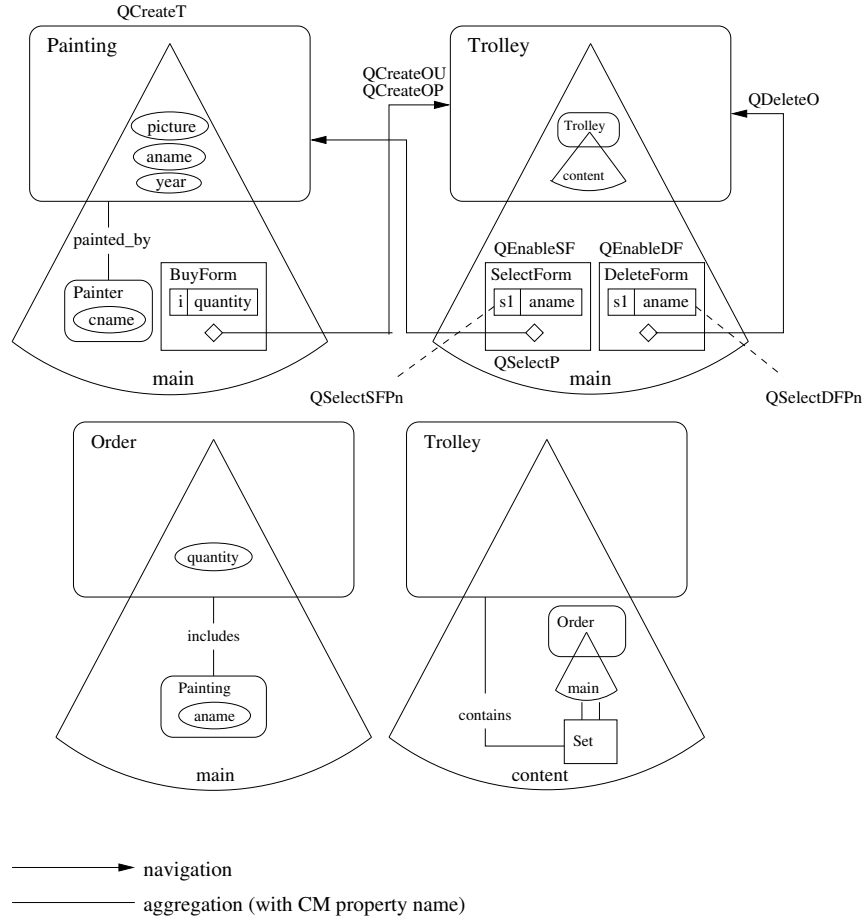 QCreateT
Painting
picture
aname
year
painted_by
Painter
cname
BuyForm
i quantity
main
QCreateOU
QCreateOP
Trolley
Trolley
content
QDeleteO
QEnableSF
SelectForm
s1 aname
QSelectP
QEnableDF
DeleteForm
s1 aname
main
QSelectSFPn
QSelectDFPn
Order
quantity
includes
Painting
aname
main
Trolley
Order
main
contains
Set
content
navigation
aggregation (with CM property name)